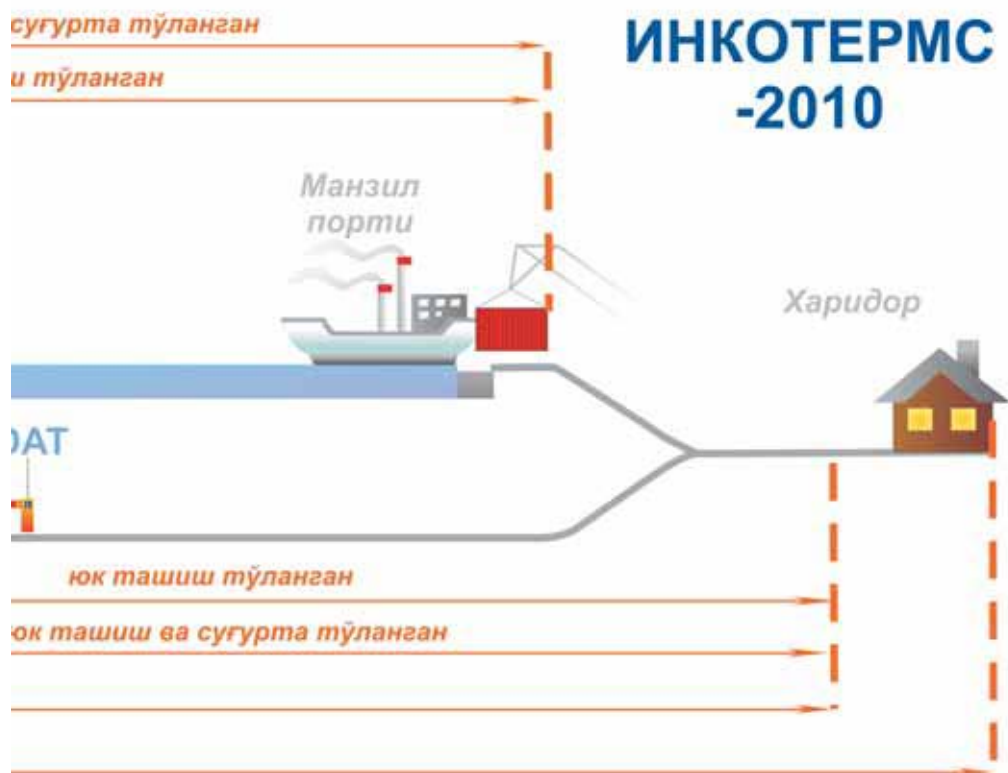 суғурта тўланган
и тўланган
ИНКОТЕРМС
-2010
Манзил
порти
Харидор
ОАТ
юк ташиш тўланган
юк ташиш ва суғурта тўланган